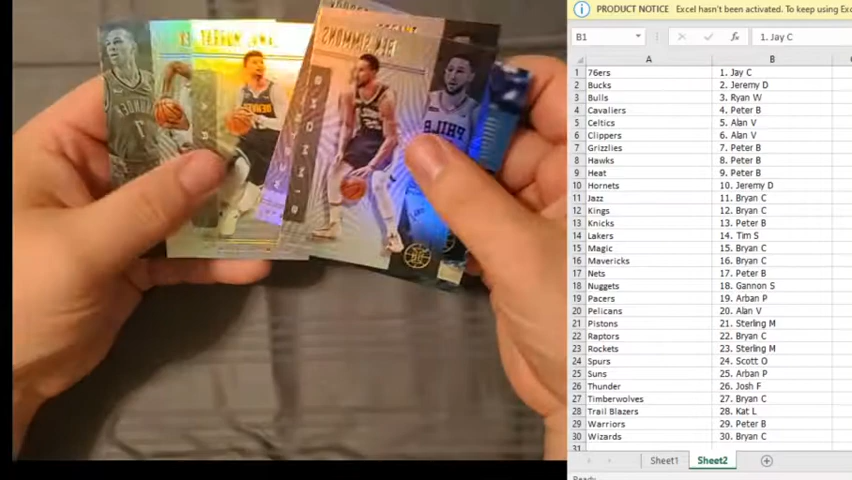 BEN SIMMONS
JAMAL MURRAY
PHILA
DENVER
PRODUCT NOTICE Excel hasn't been activated. To keep using Exc
B1
fx
1. Jay C
A B
1 76ers 1. Jay C
2 Bucks 2. Jeremy D
3 Bulls 3. Ryan W
4 Cavaliers 4. Peter B
5 Celtics 5. Alan V
6 Clippers 6. Alan V
7 Grizzlies 7. Peter B
8 Hawks 8. Peter B
9 Heat 9. Peter B
10 Hornets 10. Jeremy D
11 Jazz 11. Bryan C
12 Kings 12. Bryan C
13 Knicks 13. Peter B
14 Lakers 14. Tim S
15 Magic 15. Bryan C
16 Mavericks 16. Bryan C
17 Nets 17. Peter B
18 Nuggets 18. Gannon S
19 Pacers 19. Arban P
20 Pelicans 20. Alan V
21 Pistons 21. Sterling M
22 Raptors 22. Bryan C
23 Rockets 23. Sterling M
24 Spurs 24. Scott O
25 Suns 25. Arban P
26 Thunder 26. Josh F
27 Timberwolves 27. Bryan C
28 Trail Blazers 28. Kat L
29 Warriors 29. Peter B
30 Wizards 30. Bryan C
31
Sheet1 Sheet2
Ready